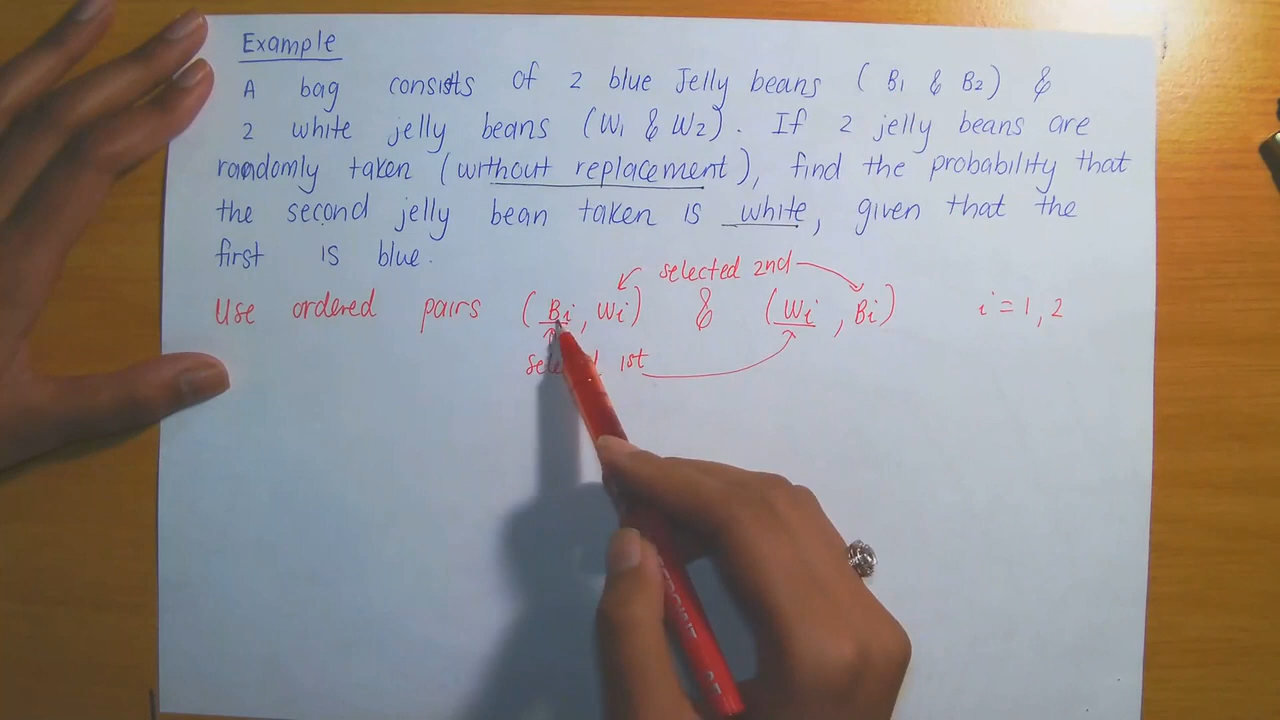 Example
A bag consists of 2 blue Jelly beans ( B1 & B2 ) &
2 white jelly beans (W1 & W2). If 2 jelly beans are
randomly taken (without replacement), find the probability that
the second jelly bean taken is white, given that the
first is blue.
selected 2nd
Use ordered pairs (Bi, Wi) & (Wi, Bi) i = 1, 2
1st